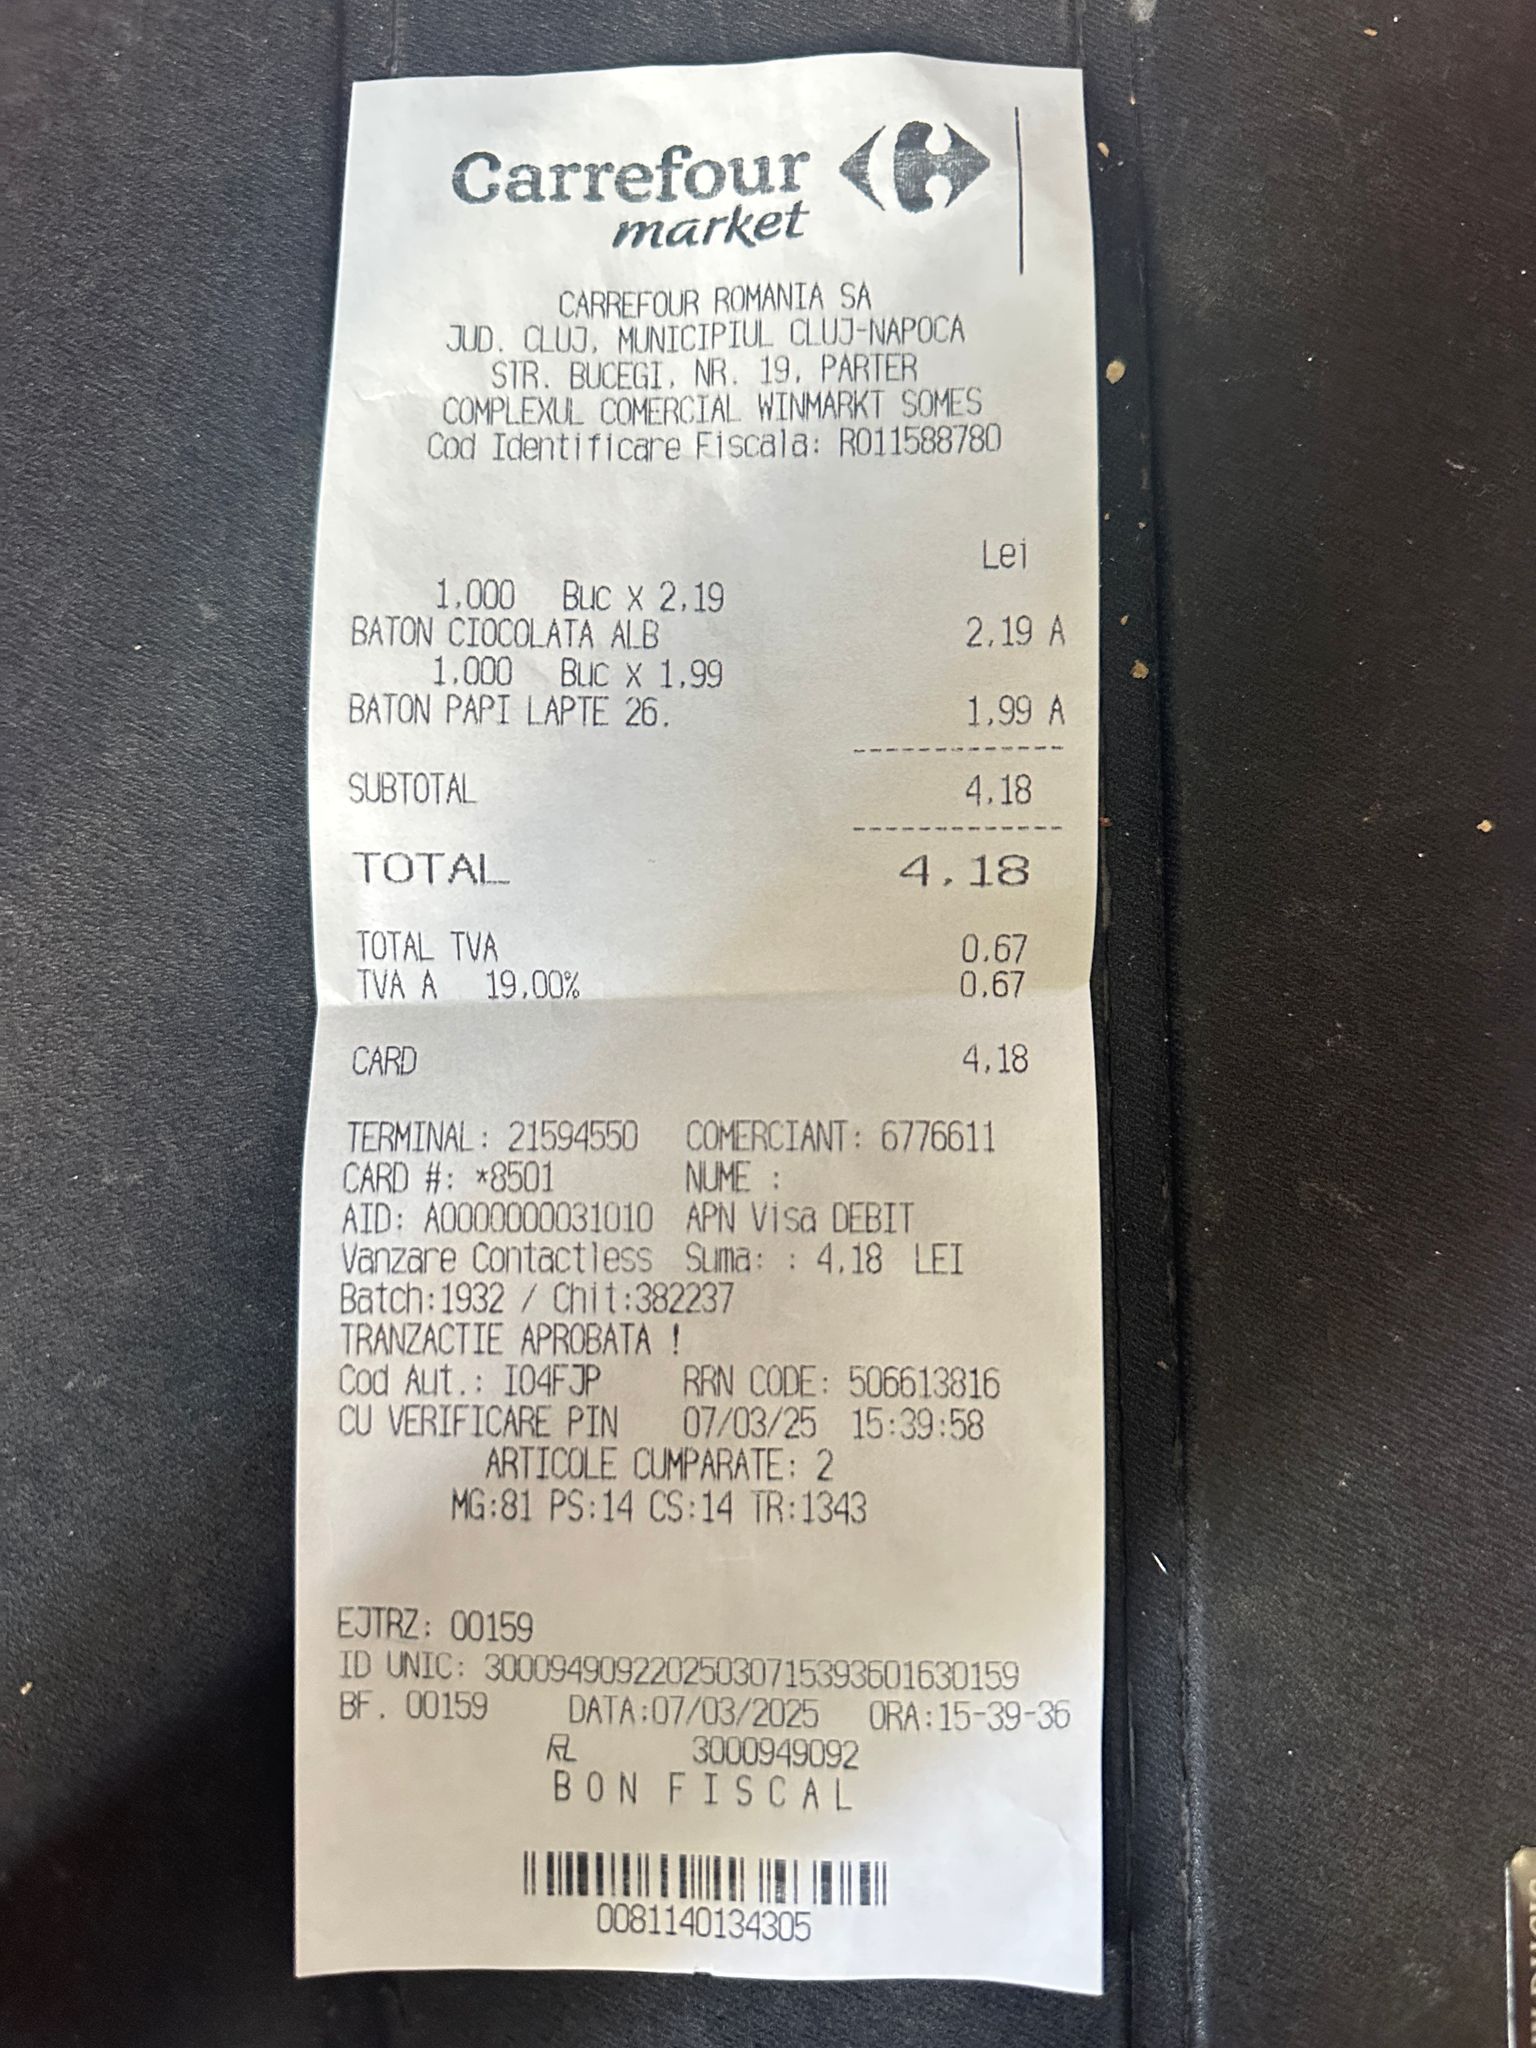 Carrefour
market
CARREFOUR ROMANIA SA
JUD. CLUJ, MUNICIPIUL CLUJ-NAPOCA
STR. BUCEGI, NR. 19, PARTER
COMPLEXUL COMERCIAL WINMARKT SOMES
Cod Identificare Fiscala: RO11588780
Lei
1,000 Buc X 2,19
BATON CIOCOLATA ALB 2,19 A
1,000 Buc X 1,99
BATON PAPI LAPTE 26. 1,99 A
--------------
SUBTOTAL 4,18
--------------
TOTAL 4,18
TOTAL TVA 0.67
TVA A 19,00% 0,67
CARD 4,18
TERMINAL: 21594550 COMERCIANT: 6776611
CARD #: *8501 NUME :
AID: A0000000031010 APN Visa DEBIT
Vanzare Contactless Suma: : 4,18 LEI
Batch:1932 / Chit:382237
TRANZACTIE APROBATA !
Cod Aut.: I04FJP RRN CODE: 506613816
CU VERIFICARE PIN 07/03/25 15:39:58
ARTICOLE CUMPARATE: 2
MG:81 PS:14 CS:14 TR:1343
EJTRZ: 00159
ID UNIC: 3000949092202503071539360163​0159
BF. 00159 DATA:07/03/2025 ORA:15-39-36
3000949092
BON FISCAL
0081140134305